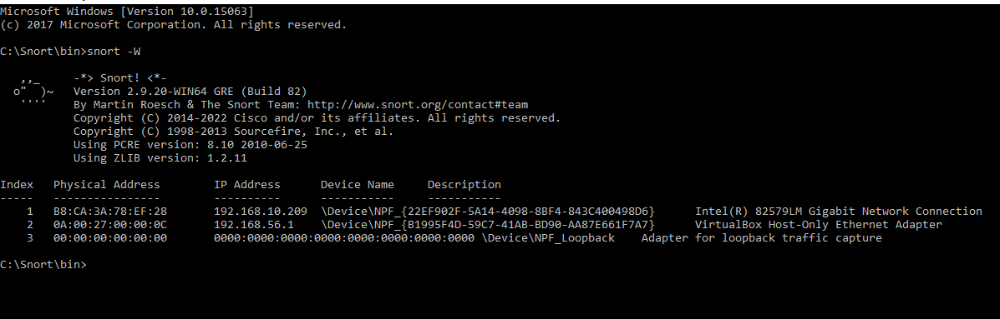 Microsoft Windows [Version 10.0.15063]
(c) 2017 Microsoft Corporation. All rights reserved.
C:\Snort\bin>snort -W
   ,,_     -*> Snort! <*-
  o"  )~   Version 2.9.20-WIN64 GRE (Build 82)
   ''''    By Martin Roesch & The Snort Team: http://www.snort.org/contact#team
           Copyright (C) 2014-2022 Cisco and/or its affiliates. All rights reserved.
           Copyright (C) 1998-2013 Sourcefire, Inc., et al.
           Using PCRE version: 8.10 2010-06-25
           Using ZLIB version: 1.2.11
Index   Physical Address        IP Address      Device Name     Description
-----   ----------------        ----------      -----------     -----------
    1   B8:CA:3A:78:EF:28       192.168.10.209  \Device\NPF_{22EF902F-5A14-4098-8BF4-843C400498D6}      Intel(R) 82579LM Gigabit Network Connection
    2   0A:00:27:00:00:0C       192.168.56.1    \Device\NPF_{B1995F4D-59C7-41AB-BD90-AA87E661F7A7}      VirtualBox Host-Only Ethernet Adapter
    3   00:00:00:00:00:00       0000:0000:0000:0000:0000:0000:0000:0000 \Device\NPF_Loopback    Adapter for loopback traffic capture
C:\Snort\bin>